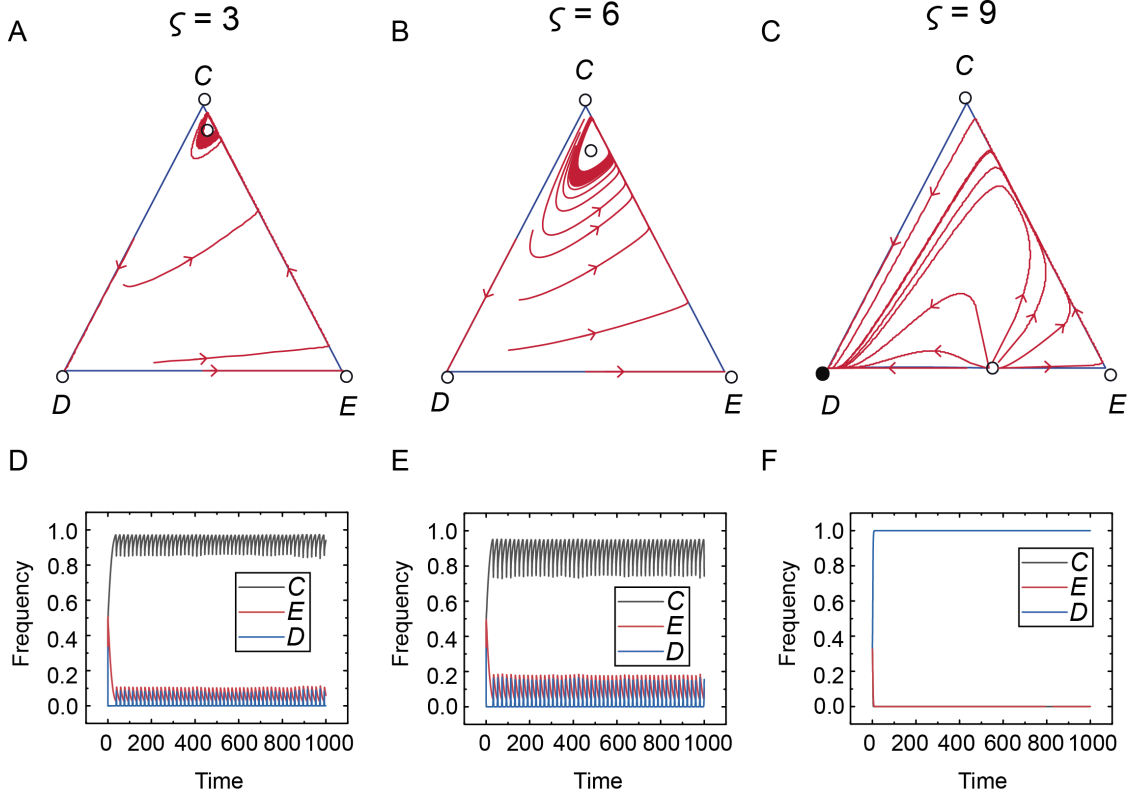 A ς = 3 B ς = 6 C ς = 9
C C C
D E D E D E
D E F
1.0 1.0 1.0
0.8 0.8 0.8
0.6 C 0.6 C 0.6 C
0.4 E 0.4 E 0.4 E
0.2 D 0.2 D 0.2 D
0.0 0.0 0.0
Frequency Frequency Frequency
0 200 400 600 800 1000 0 200 400 600 800 1000 0 200 400 600 800 1000
Time Time Time